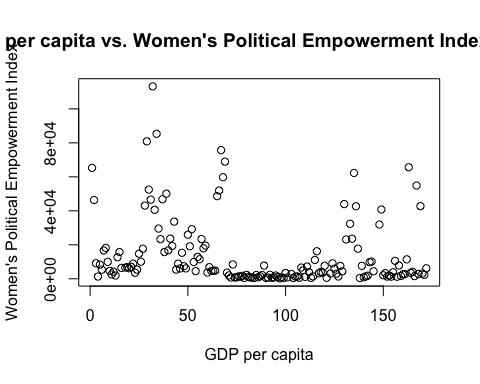 per capita vs. Women's Political Empowerment Inde
Women's Political Empowerment Index
8e+04
4e+04
0e+00
0
50
100
150
GDP per capita